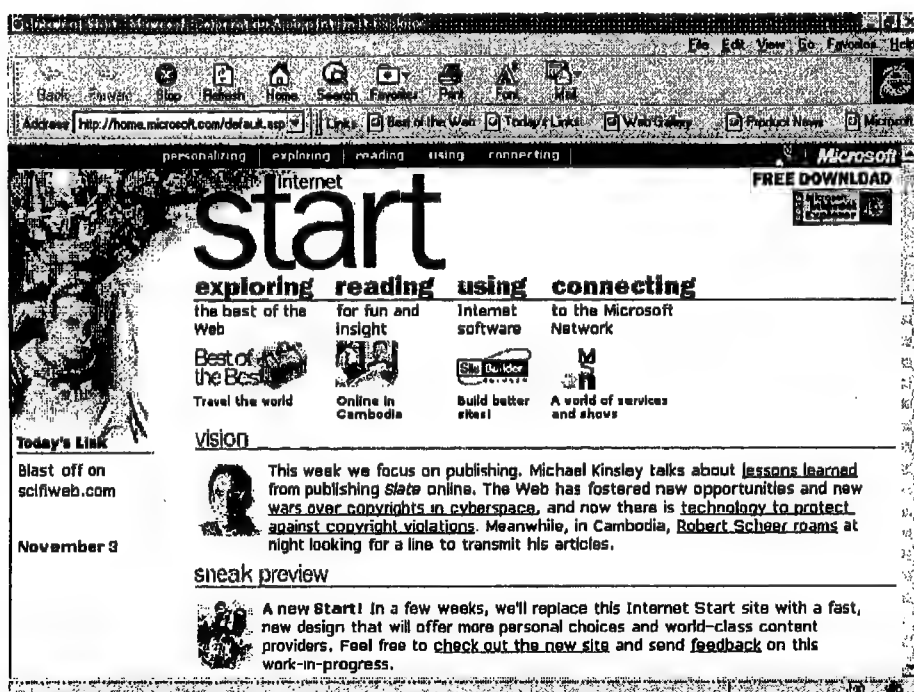 File Edit View Go Favorites Help
Back Forward Stop Refresh Home Search Favorites Print Font Mail
Address http://home.microsoft.com/default.asp Links Best of the Web Today's Links Web Gallery Product News Microsoft
personalizing exploring reading using connecting Microsoft
FREE DOWNLOAD
Microsoft
Internet
Explorer
Internet
start
exploring reading using connecting
the best of the for fun and Internet to the Microsoft
Web insight software Network
Best of
the Best
Site Builder
MSN
Travel the world Online in Build better A world of services
Cambodia sites! and shows
Today's Link
Blast off on
scifiweb.com
November 3
vision
This week we focus on publishing. Michael Kinsley talks about lessons learned
from publishing Slate online. The Web has fostered new opportunities and new
wars over copyrights in cyberspace, and now there is technology to protect
against copyright violations. Meanwhile, in Cambodia, Robert Scheer roams at
night looking for a line to transmit his articles.
sneak preview
A new Start! In a few weeks, we'll replace this Internet Start site with a fast,
new design that will offer more personal choices and world-class content
providers. Feel free to check out the new site and send feedback on this
work-in-progress.